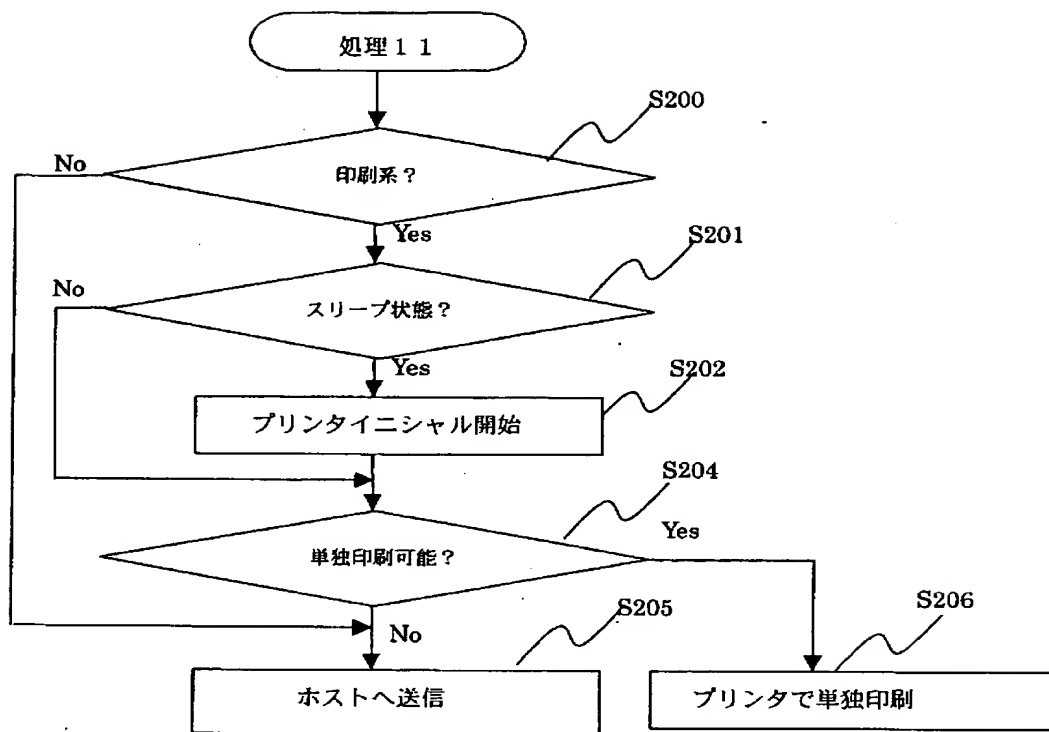 処理１１
S200
No
印刷系？
Yes
S201
No
スリープ状態？
Yes
S202
プリンタイニシャル開始
S204
単独印刷可能？
Yes
No
S205
S206
ホストへ送信
プリンタで単独印刷